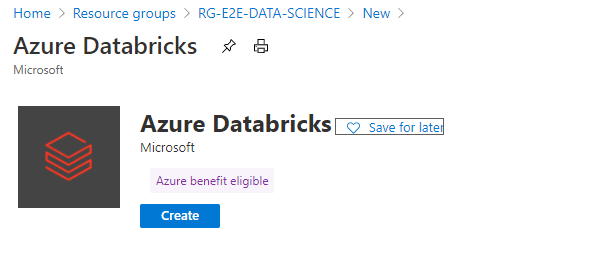 Home > Resource groups > RG-E2E-DATA-SCIENCE > New >
Azure Databricks
Microsoft
Azure Databricks Save for later
Microsoft
Azure benefit eligible
Create